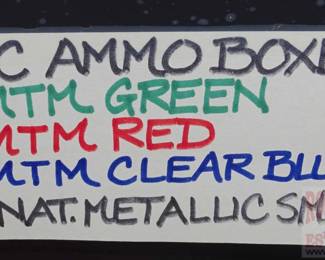 C AMMO BOXE
MTM GREEN
MTM RED
MTM CLEAR BLU
NAT. METALLIC SM